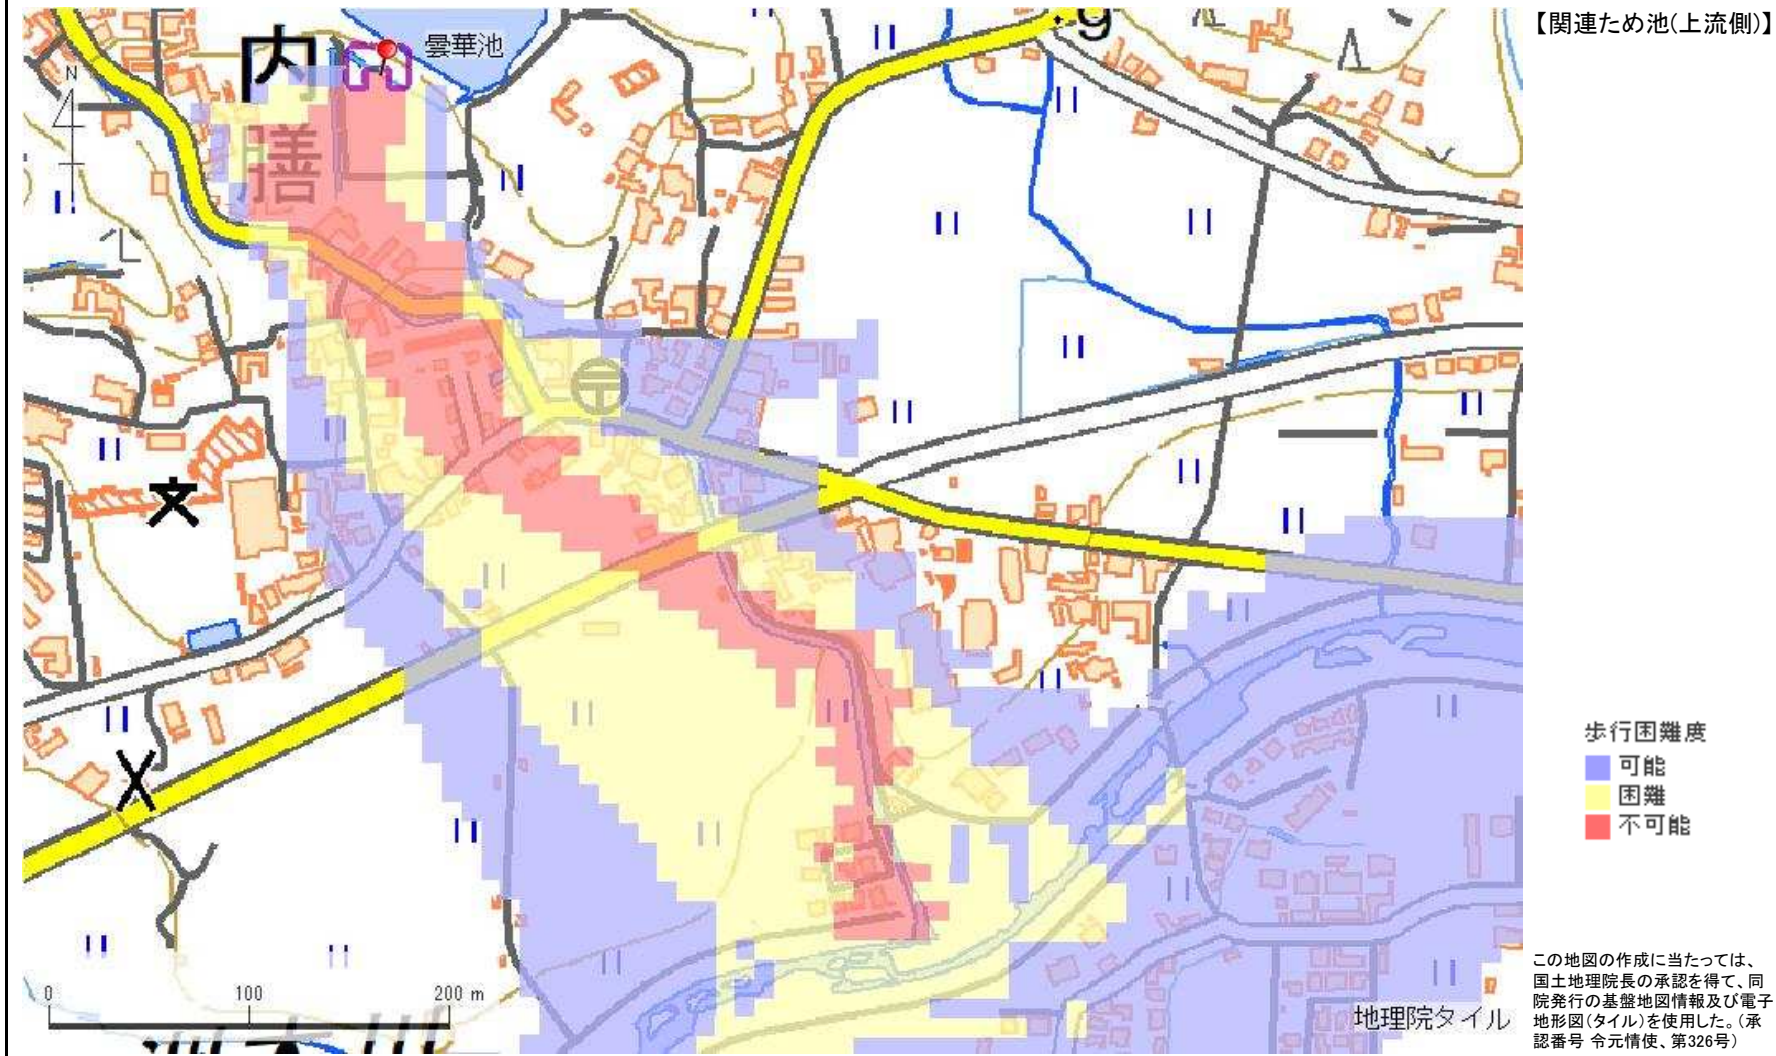 【関連ため池(上流側)】
内
膳
曇華池
N
文
歩行困難度
可能
困難
不可能
0 100 200 m
地理院タイル
この地図の作成に当たっては、
国土地理院長の承認を得て、同
院発行の基盤地図情報及び電子
地形図(タイル)を使用した。(承
認番号 令元情使、第326号)